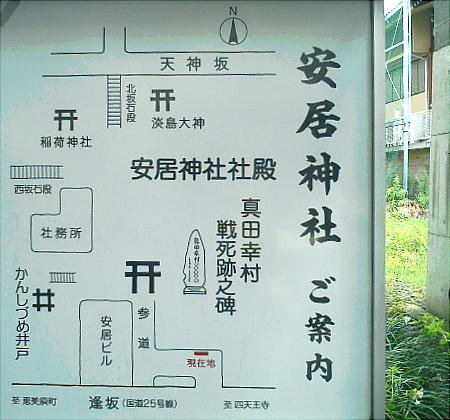 安居神社 ご案内
N
天神坂
北坂石段
淡島大神
稲荷神社
安居神社社殿
西坂石段
社務所
真田幸村
戦死跡之碑
かんしづめ井戸
安居ビル
参道
現在地
至 恵美須町
逢坂(国道25号線)
至 四天王寺